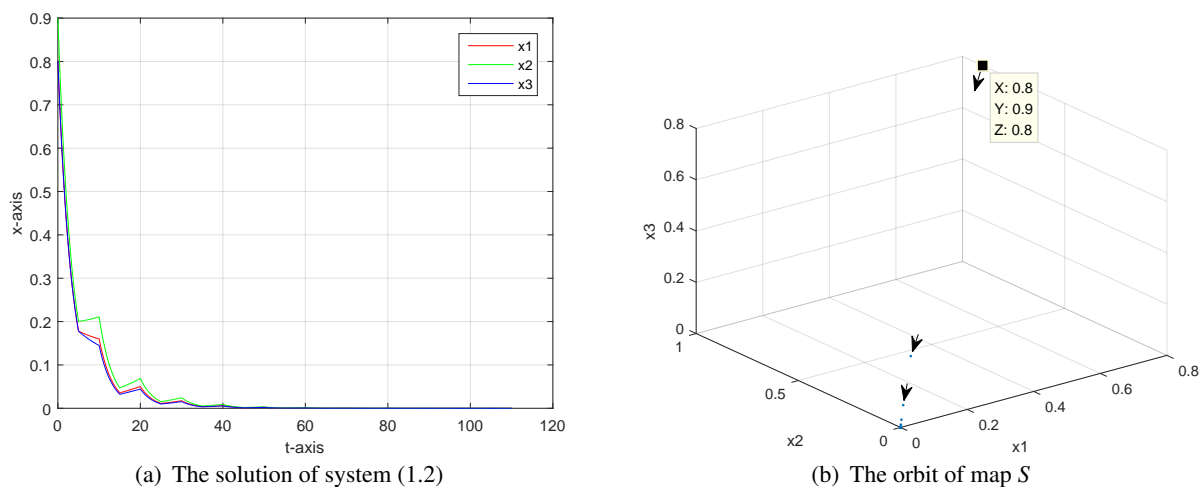 0.9
0.8
0.7
0.6
0.5
0.4
0.3
0.2
0.1
0
x-axis
0 20 40 60 80 100 120
t-axis
x1
x2
x3
(a) The solution of system (1.2)
0.8
0.6
0.4
0.2
0
x3
1
0.5
0
x2
0
0.2
0.4
0.6
0.8
x1
X: 0.8
Y: 0.9
Z: 0.8
(b) The orbit of map S